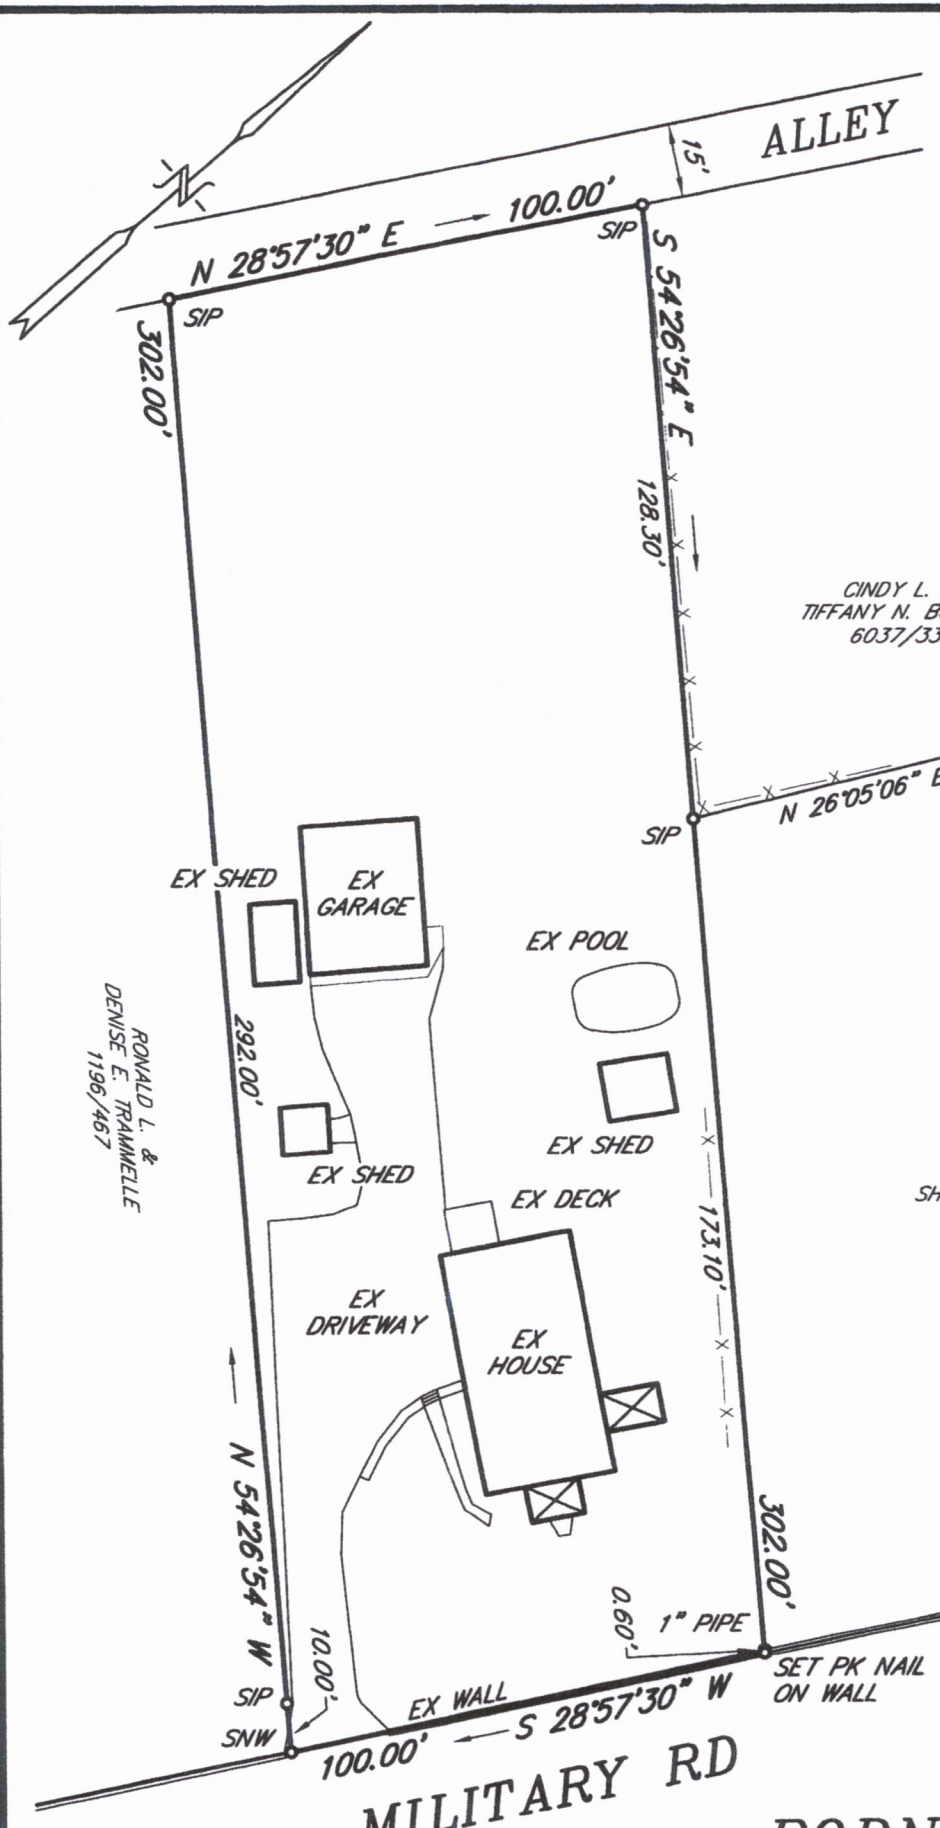 N
ALLEY
15'
N 28°57'30" E
100.00'
SIP
SIP
302.00'
S 54°26'54" E
128.30'
CINDY L.
TIFFANY N.
6037/33
N 26°05'06"
SIP
EX SHED
EX
GARAGE
EX POOL
RONALD L. &
DENISE E. TRAMMELLE
1196/467
292.00'
EX SHED
EX SHED
EX DECK
173.10'
EX
DRIVEWAY
EX
HOUSE
N 54°26'54" W
302.00'
0.60'
1" PIPE
SET PK NAIL
ON WALL
SIP
10.00'
SNW
EX WALL
S 28°57'30" W
100.00'
MILITARY RD